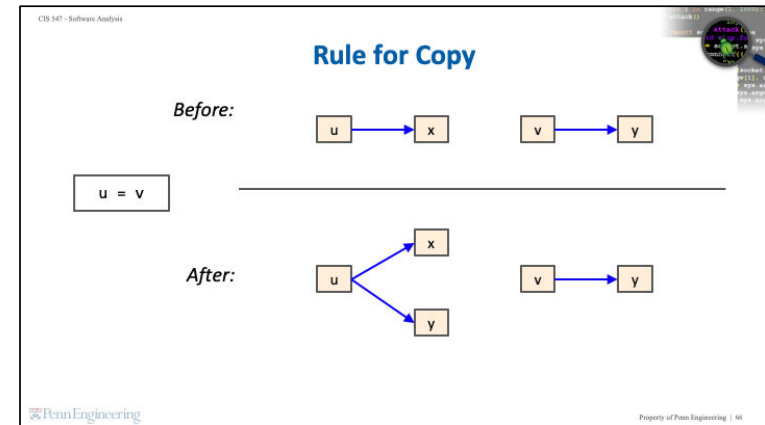 CIS 547 - Software Analysis
Rule for Copy
Before:
u x v y
u = v
After:
x
u v y
y
Penn Engineering
Property of Penn Engineering | 66